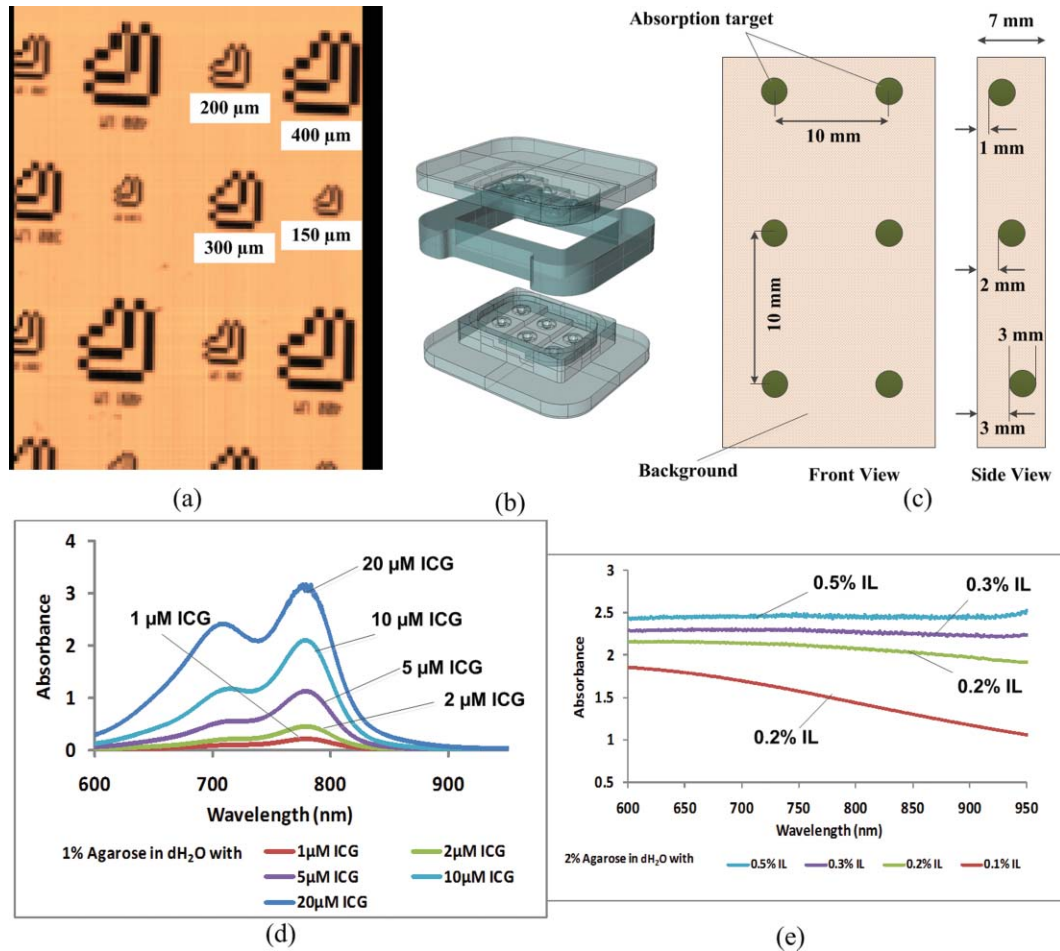 200 µm
400 µm
300 µm
150 µm
(a)
(b)
Absorption target
7 mm
10 mm
1 mm
10 mm
2 mm
3 mm
3 mm
Background
Front View
Side View
(c)
Absorbance
4
3
2
1
0
600
700
800
900
20 µM ICG
1 µM ICG
10 µM ICG
5 µM ICG
2 µM ICG
Wavelength (nm)
1% Agarose in dH₂O with
1µM ICG
2µM ICG
5µM ICG
10µM ICG
20µM ICG
(d)
Absorbance
3
2.5
2
1.5
1
0.5
600
650
700
750
800
850
900
950
0.5% IL
0.3% IL
0.2% IL
0.2% IL
Wavelength (nm)
2% Agarose in dH₂O with
0.5% IL
0.3% IL
0.2% IL
0.1% IL
(e)